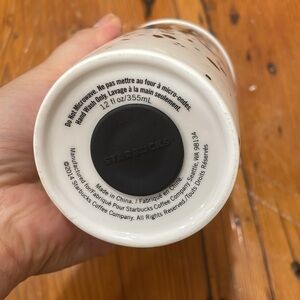 Do Not Microwave. Ne pas mettre au four à micro-ondes.
Hand Wash Only. Lavage à la main seulement.
12 fl oz/355mL
STARBUCKS
Made in China. / Fabriqué en Chine.
Manufactured for/Fabriqué Pour Starbucks Coffee Company Seattle, WA 98134
©2014 Starbucks Coffee Company. All Rights Reserved./Tous Droits Réservés